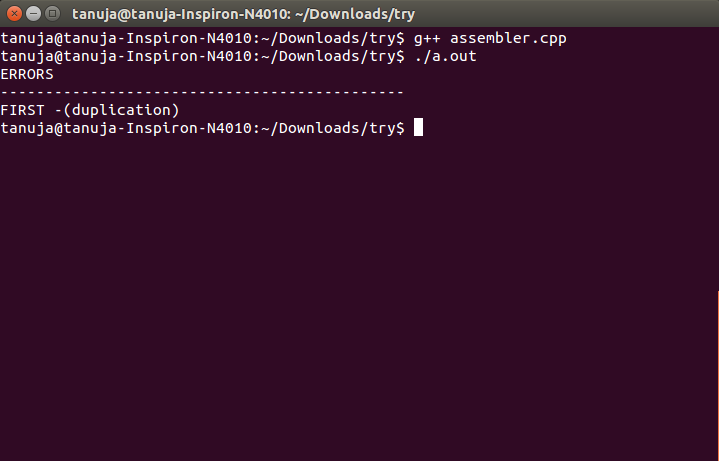 tanuja@tanuja-Inspiron-N4010: ~/Downloads/try
tanuja@tanuja-Inspiron-N4010:~/Downloads/try$ g++ assembler.cpp
tanuja@tanuja-Inspiron-N4010:~/Downloads/try$ ./a.out
ERRORS
---------------------------------------------
FIRST -(duplication)
tanuja@tanuja-Inspiron-N4010:~/Downloads/try$